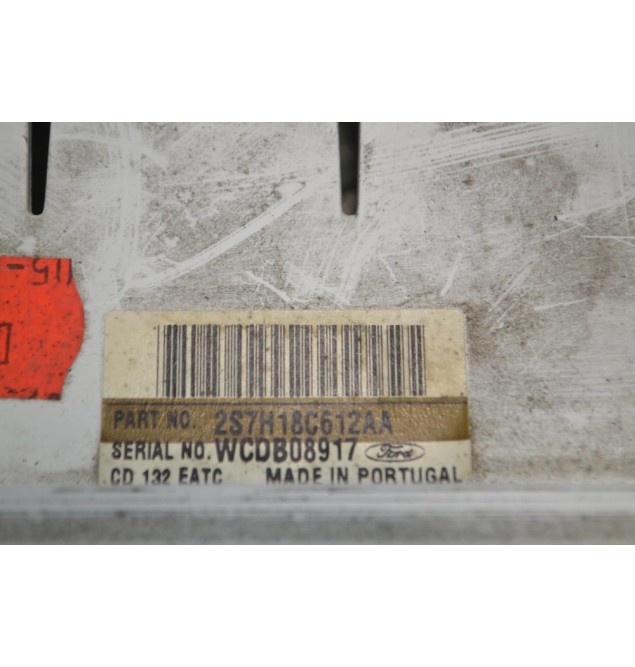 PART NO. 2S7H18C612AA
SERIAL NO. WCDB08917 Ford
CD 132 EATC MADE IN PORTUGAL